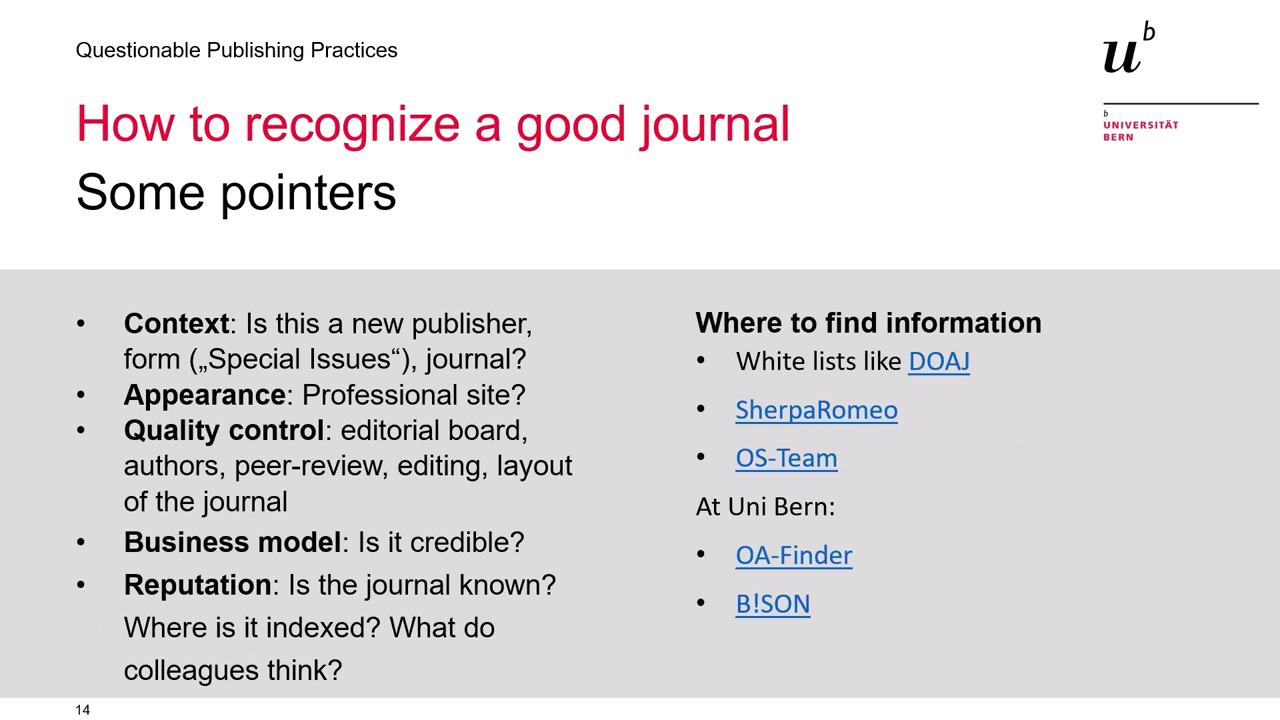 Questionable Publishing Practices
u b
b
UNIVERSITÄT
BERN
How to recognize a good journal
Some pointers
• Context: Is this a new publisher,
form („Special Issues“), journal?
• Appearance: Professional site?
• Quality control: editorial board,
authors, peer-review, editing, layout
of the journal
• Business model: Is it credible?
• Reputation: Is the journal known?
Where is it indexed? What do
colleagues think?
Where to find information
• White lists like DOAJ
• SherpaRomeo
• OS-Team
At Uni Bern:
• OA-Finder
• B!SON
14